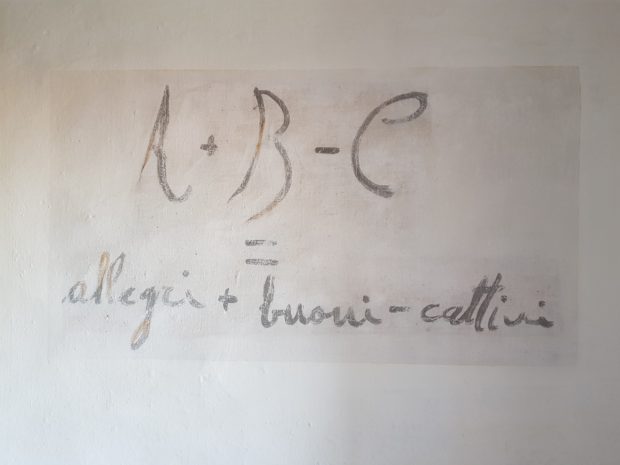 A + B - C
=
allegri + buoni - cattivi